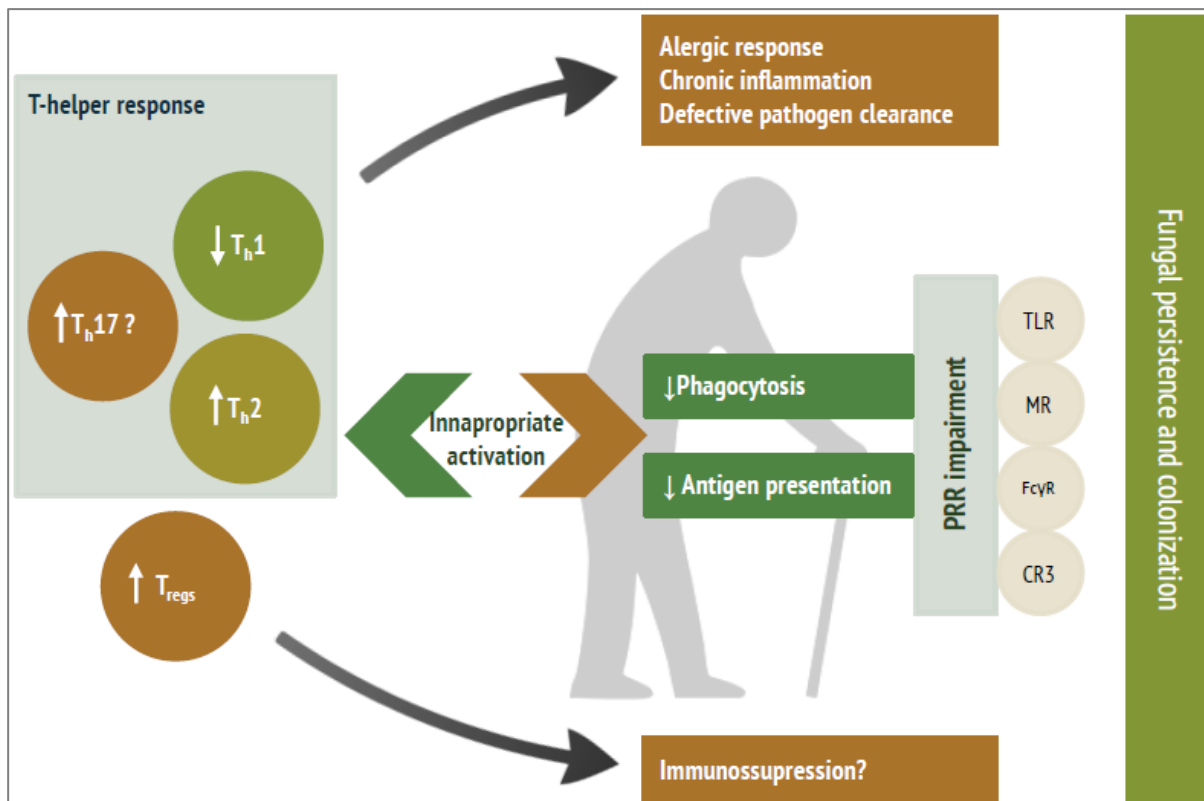 Alergic response
Chronic inflammation
Defective pathogen clearance
T-helper response
↓ Th1
↑ Th17 ?
↑ Th2
↑ Tregs
Innapropriate
activation
↓Phagocytosis
↓ Antigen presentation
PRR impairment
TLR
MR
FcγR
CR3
Immunossupression?
Fungal persistence and colonization